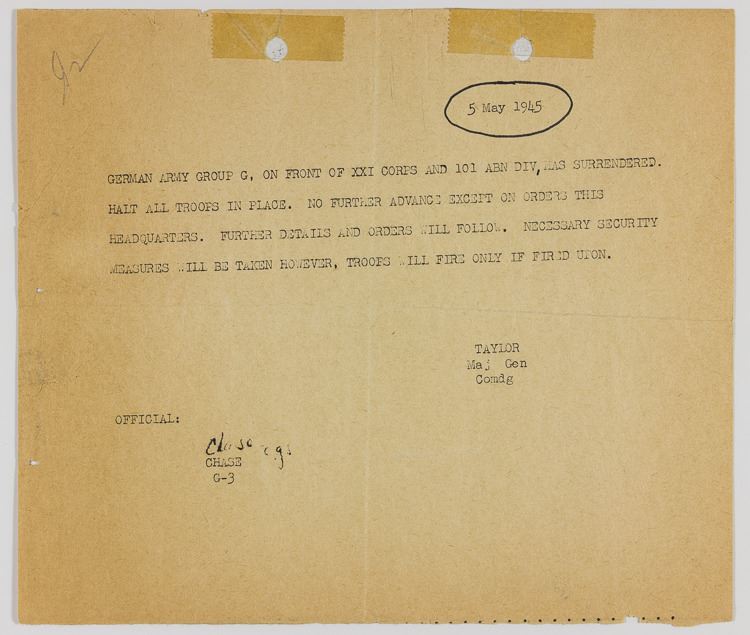 5 May 1945
GERMAN ARMY GROUP G, ON FRONT OF XXI CORPS AND 101 ABN DIV, HAS SURRENDERED.
HALT ALL TROOPS IN PLACE. NO FURTHER ADVANCE EXCEPT ON ORDERS THIS
HEADQUARTERS. FURTHER DETAILS AND ORDERS WILL FOLLOW. NECESSARY SECURITY
MEASURES WILL BE TAKEN HOWEVER, TROOPS WILL FIRE ONLY IF FIRED UPON.
TAYLOR
Maj Gen
Comdg
OFFICIAL:
Chase
CHASE
G-3